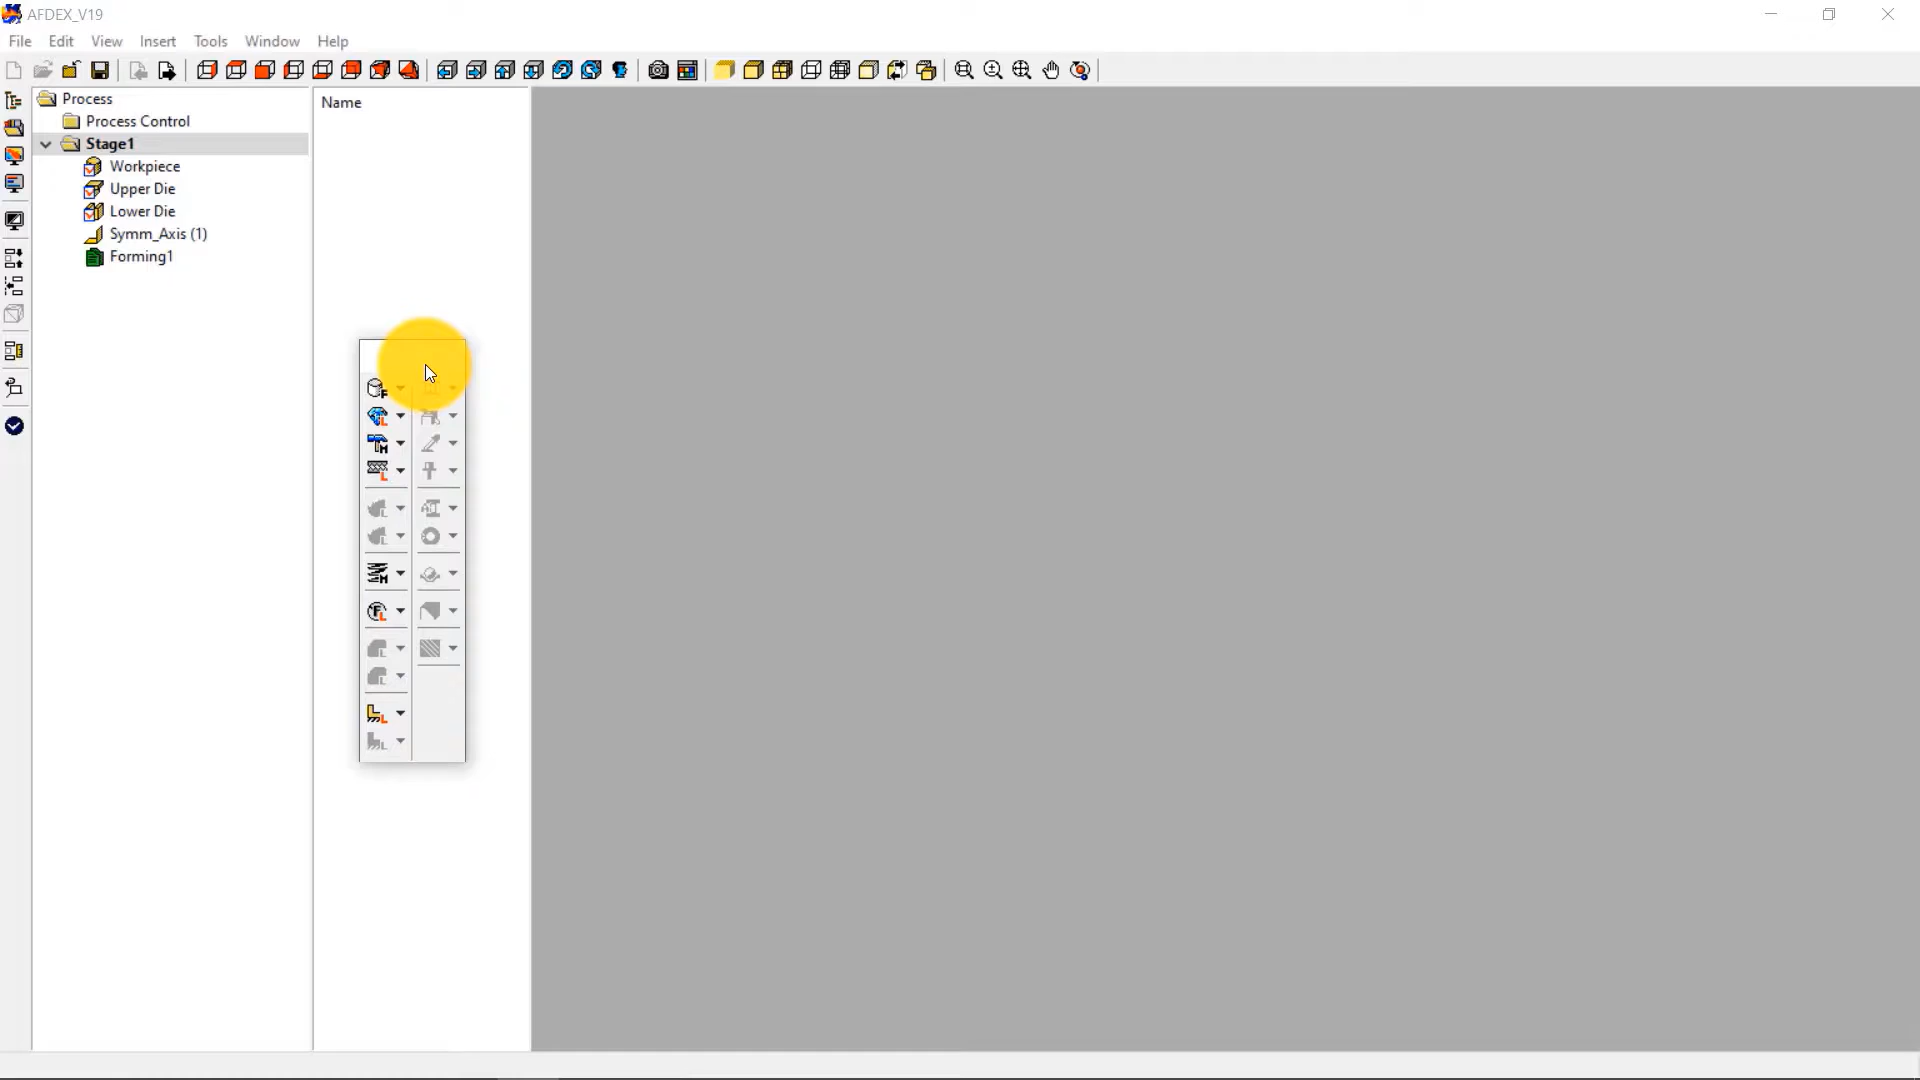 AFDEX_V19
File Edit View Insert Tools Window Help
Process
Process Control
Stage1
Workpiece
Upper Die
Lower Die
Symm_Axis (1)
Forming1
Name